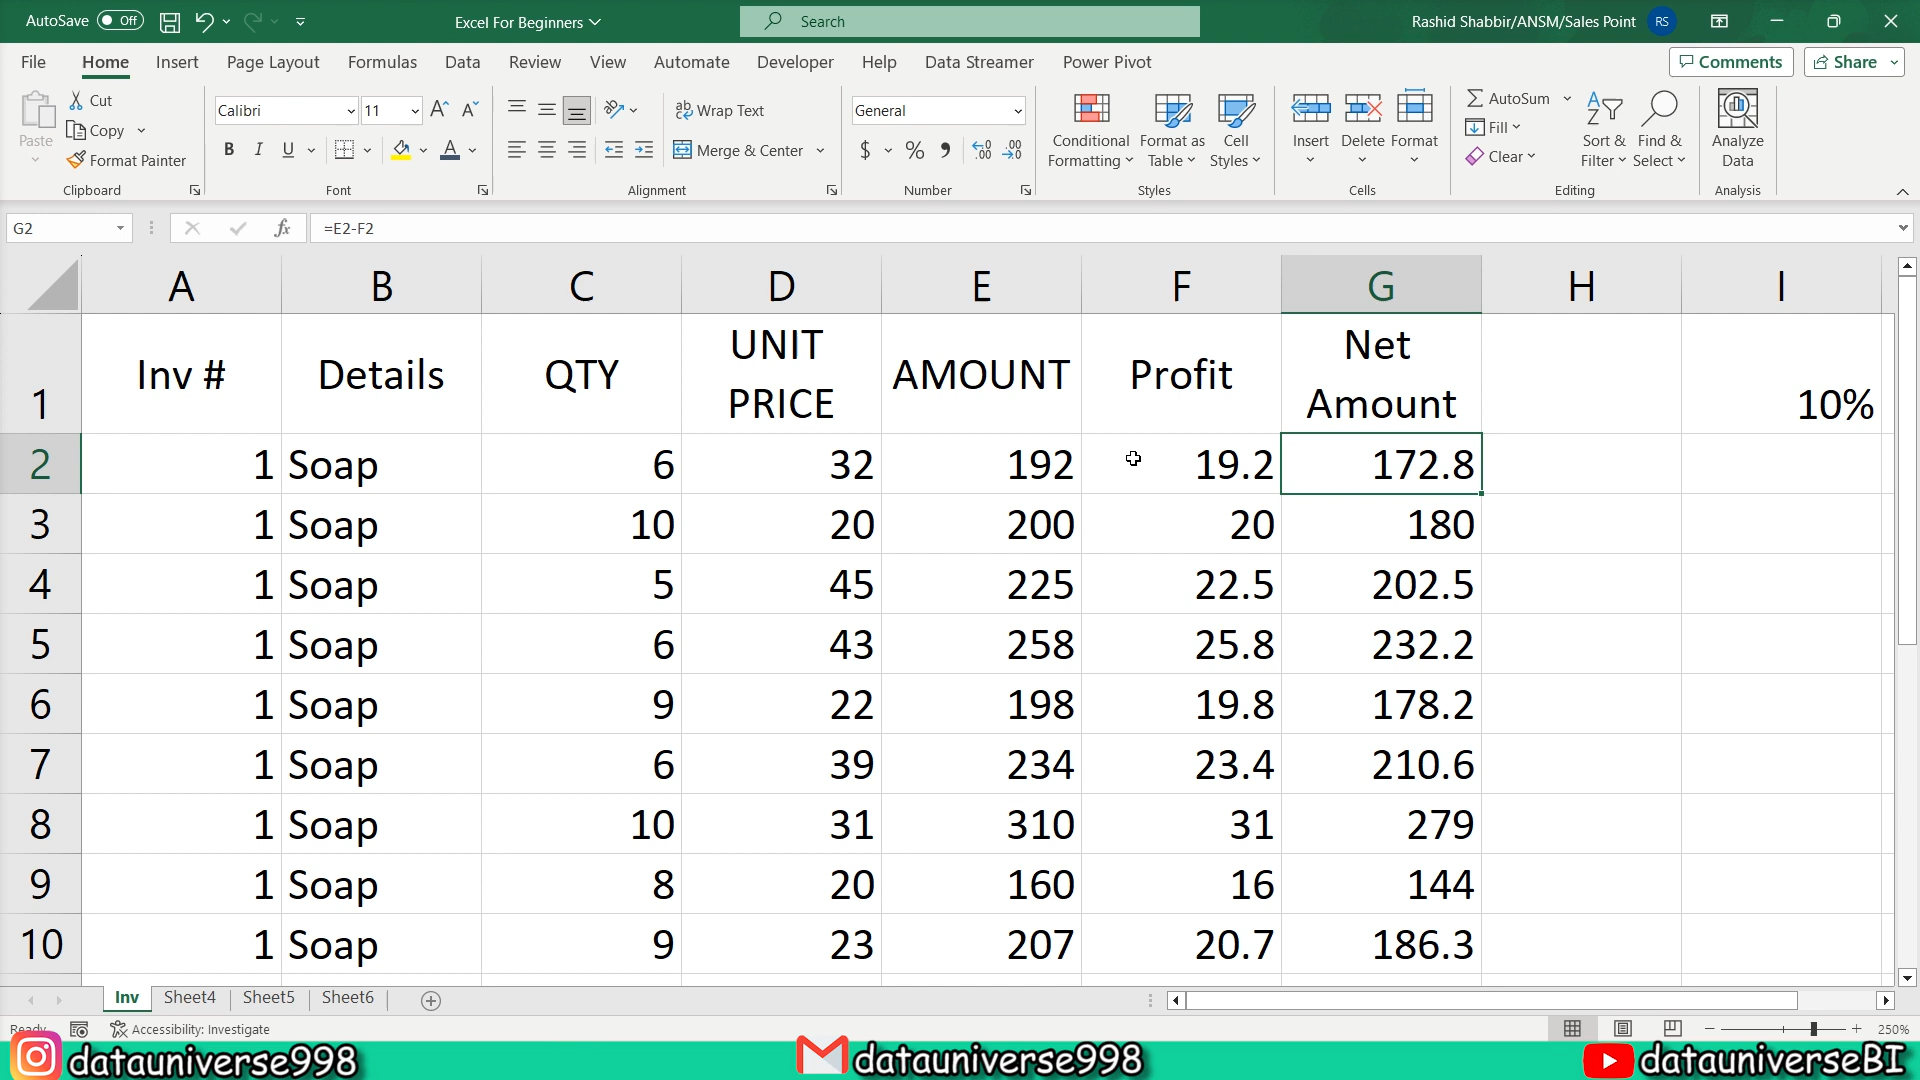 AutoSave Off Excel For Beginners Search Rashid Shabbir/ANSM/Sales Point RS
File Home Insert Page Layout Formulas Data Review View Automate Developer Help Data Streamer Power Pivot Comments Share
Paste
Cut
Copy
Format Painter
Clipboard
Calibri 11
B I U A
Font
Wrap Text
Merge & Center
Alignment
General
$ % 9
Number
Conditional Formatting
Format as Table
Cell Styles
Styles
Insert Delete Format
Cells
AutoSum
Fill
Clear
Sort & Filter
Find & Select
Editing
Analyze Data
Analysis
G2 fx =E2-F2
A B C D E F G H I
1 Inv # Details QTY UNIT PRICE AMOUNT Profit Net Amount 10%
2 1 Soap 6 32 192 19.2 172.8
3 1 Soap 10 20 200 20 180
4 1 Soap 5 45 225 22.5 202.5
5 1 Soap 6 43 258 25.8 232.2
6 1 Soap 9 22 198 19.8 178.2
7 1 Soap 6 39 234 23.4 210.6
8 1 Soap 10 31 310 31 279
9 1 Soap 8 20 160 16 144
10 1 Soap 9 23 207 20.7 186.3
Inv Sheet4 Sheet5 Sheet6
Ready Accessibility: Investigate 250%
datauniverse998 datauniverse998 datauniverseBI